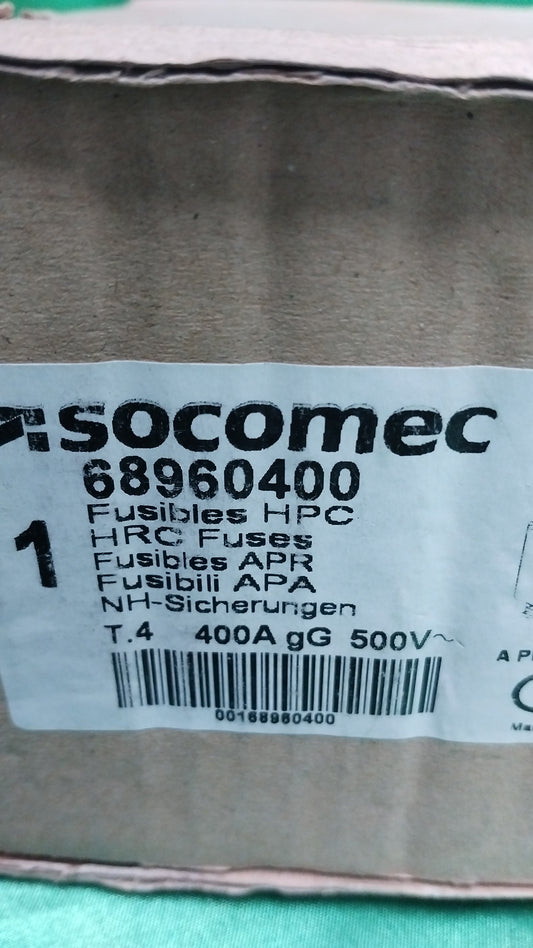 socomec
68960400
1
Fusibles HPC
HRC Fuses
Fusibles APR
Fusibili APA
NH-Sicherungen
T.4 400A gG 500V~
00168960400
A